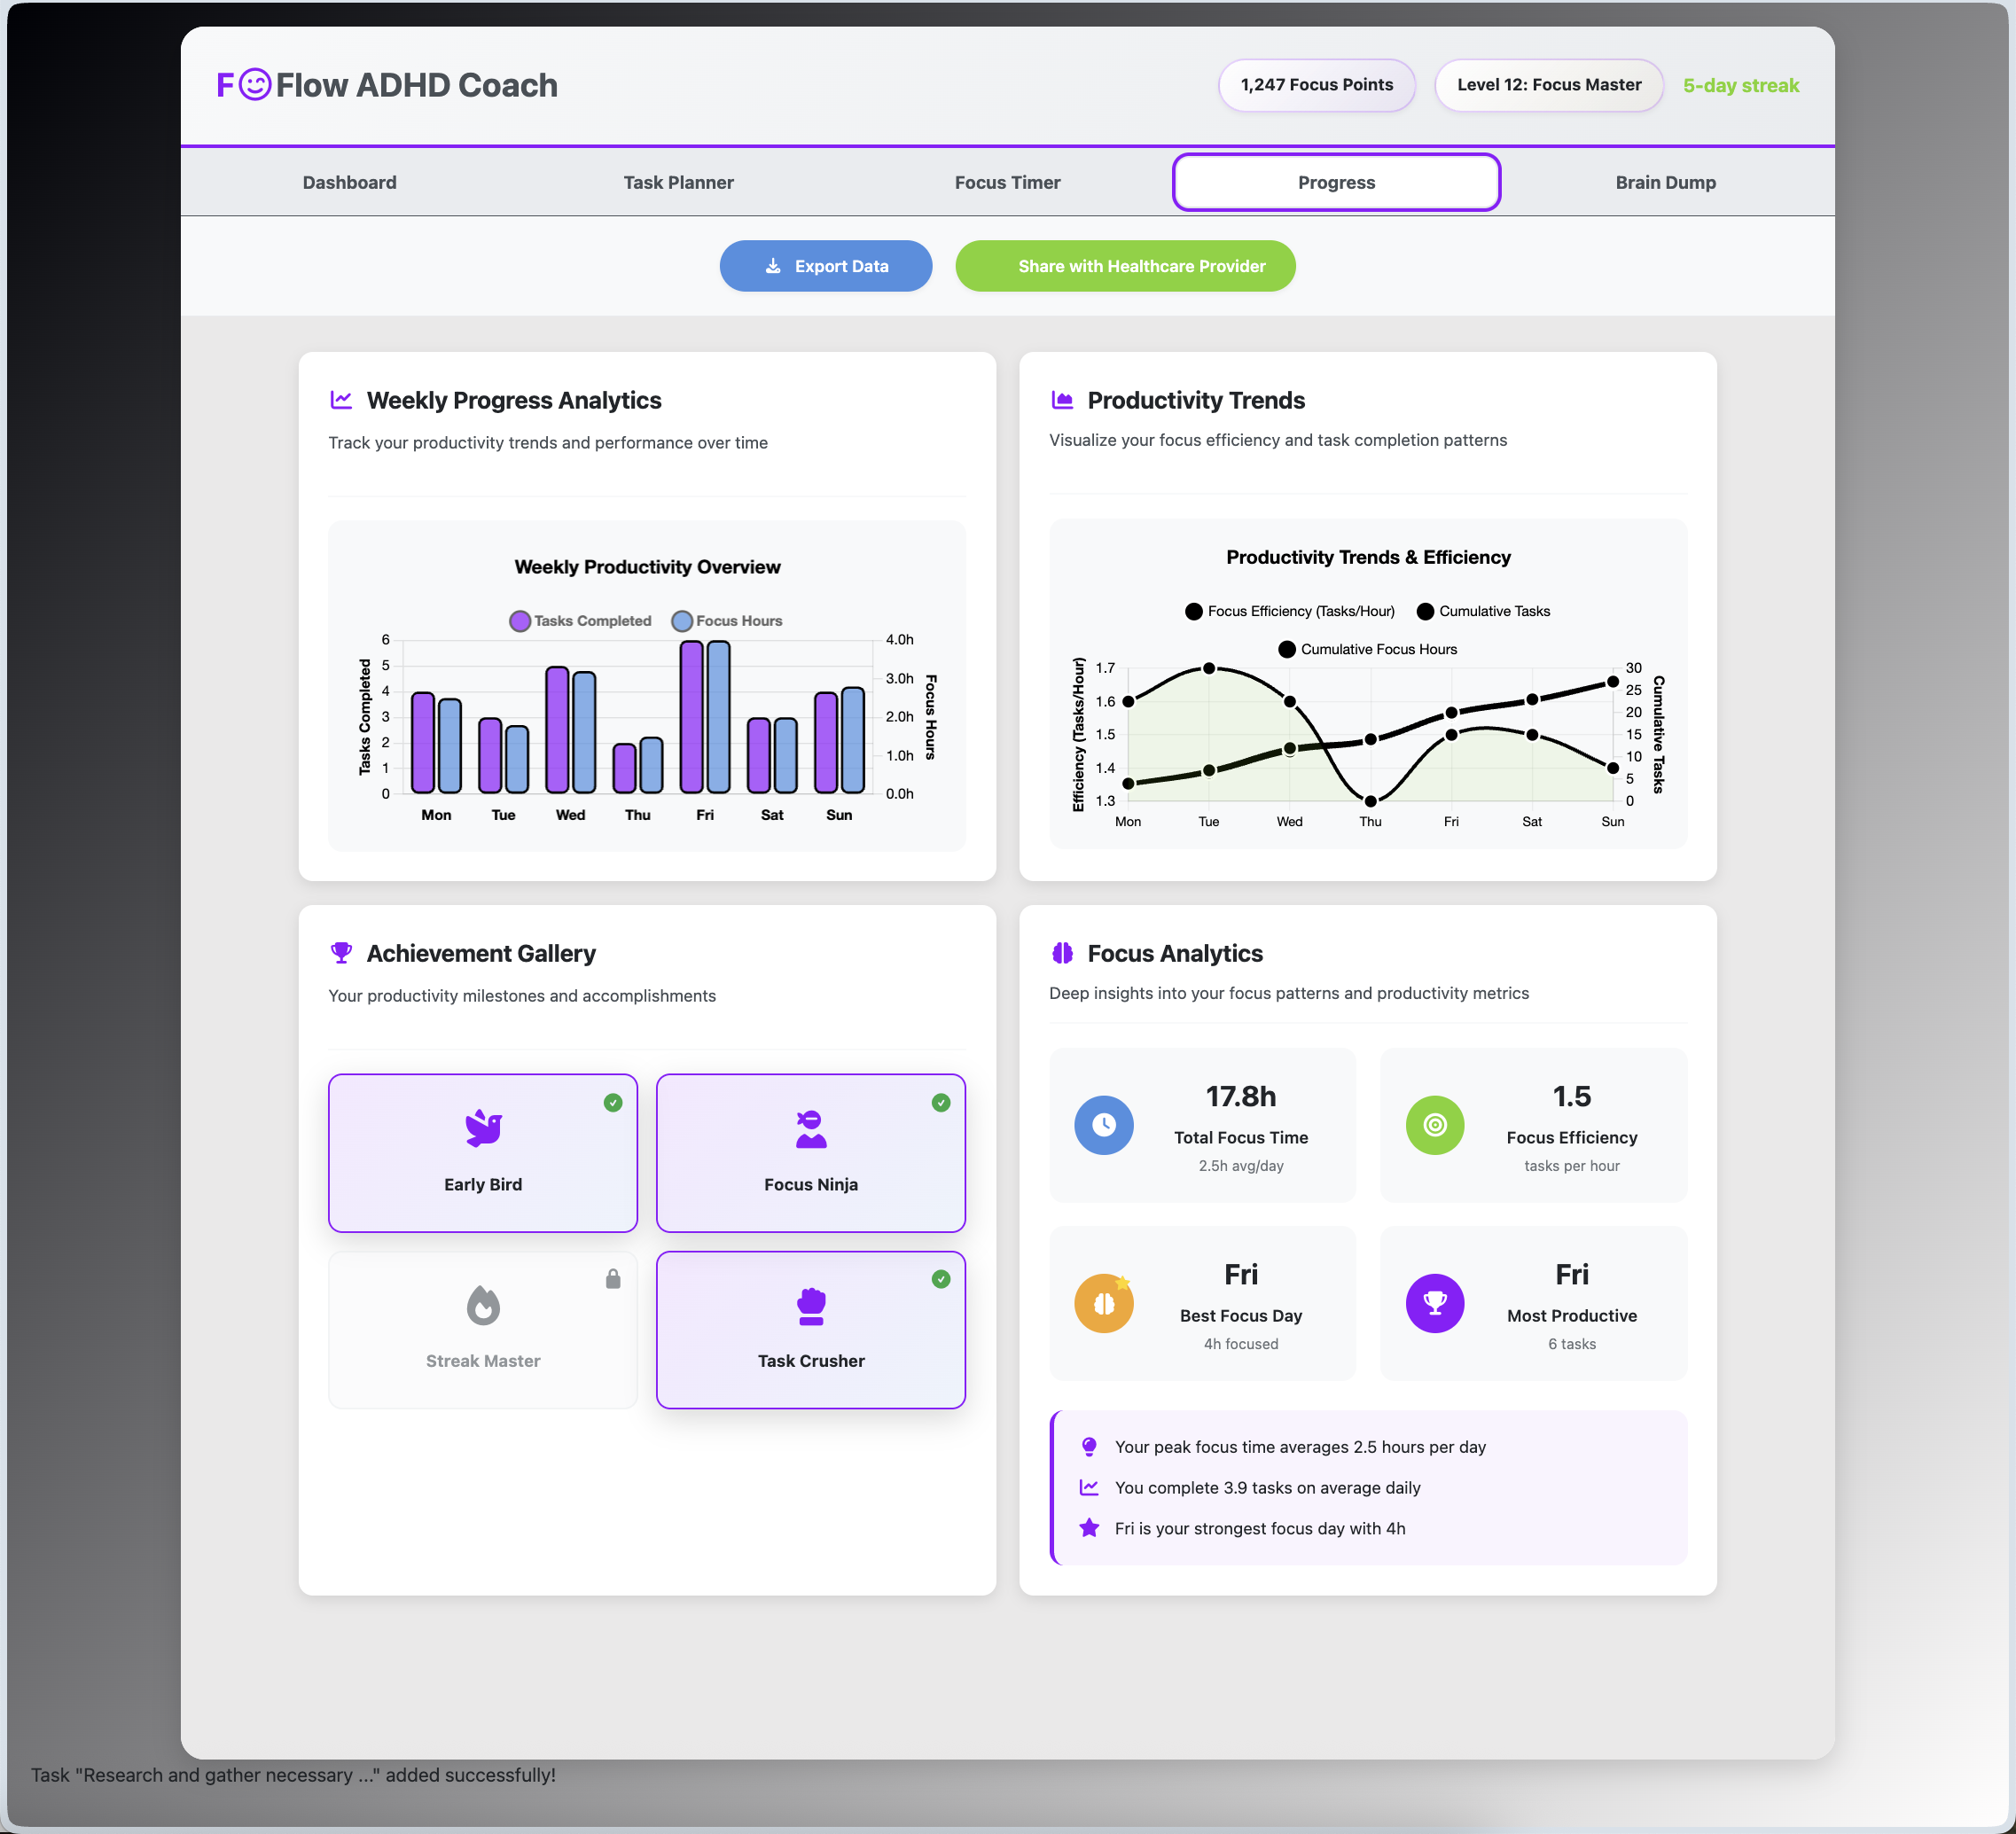 F Flow ADHD Coach
1,247 Focus Points
Level 12: Focus Master
5-day streak
Dashboard
Task Planner
Focus Timer
Progress
Brain Dump
Export Data
Share with Healthcare Provider
Weekly Progress Analytics
Track your productivity trends and performance over time
Weekly Productivity Overview
Tasks Completed
Focus Hours
Tasks Completed
6
5
4
3
2
1
0
4.0h
3.0h
2.0h
1.0h
0.0h
Focus Hours
Mon Tue Wed Thu Fri Sat Sun
Productivity Trends
Visualize your focus efficiency and task completion patterns
Productivity Trends & Efficiency
Focus Efficiency (Tasks/Hour)
Cumulative Tasks
Cumulative Focus Hours
Efficiency (Tasks/Hour)
1.7
1.6
1.5
1.4
1.3
30
25
20
15
10
5
0
Cumulative Tasks
Mon Tue Wed Thu Fri Sat Sun
Achievement Gallery
Your productivity milestones and accomplishments
Early Bird
Focus Ninja
Streak Master
Task Crusher
Focus Analytics
Deep insights into your focus patterns and productivity metrics
17.8h
Total Focus Time
2.5h avg/day
1.5
Focus Efficiency
tasks per hour
Fri
Best Focus Day
4h focused
Fri
Most Productive
6 tasks
Your peak focus time averages 2.5 hours per day
You complete 3.9 tasks on average daily
Fri is your strongest focus day with 4h
Task "Research and gather necessary ..." added successfully!